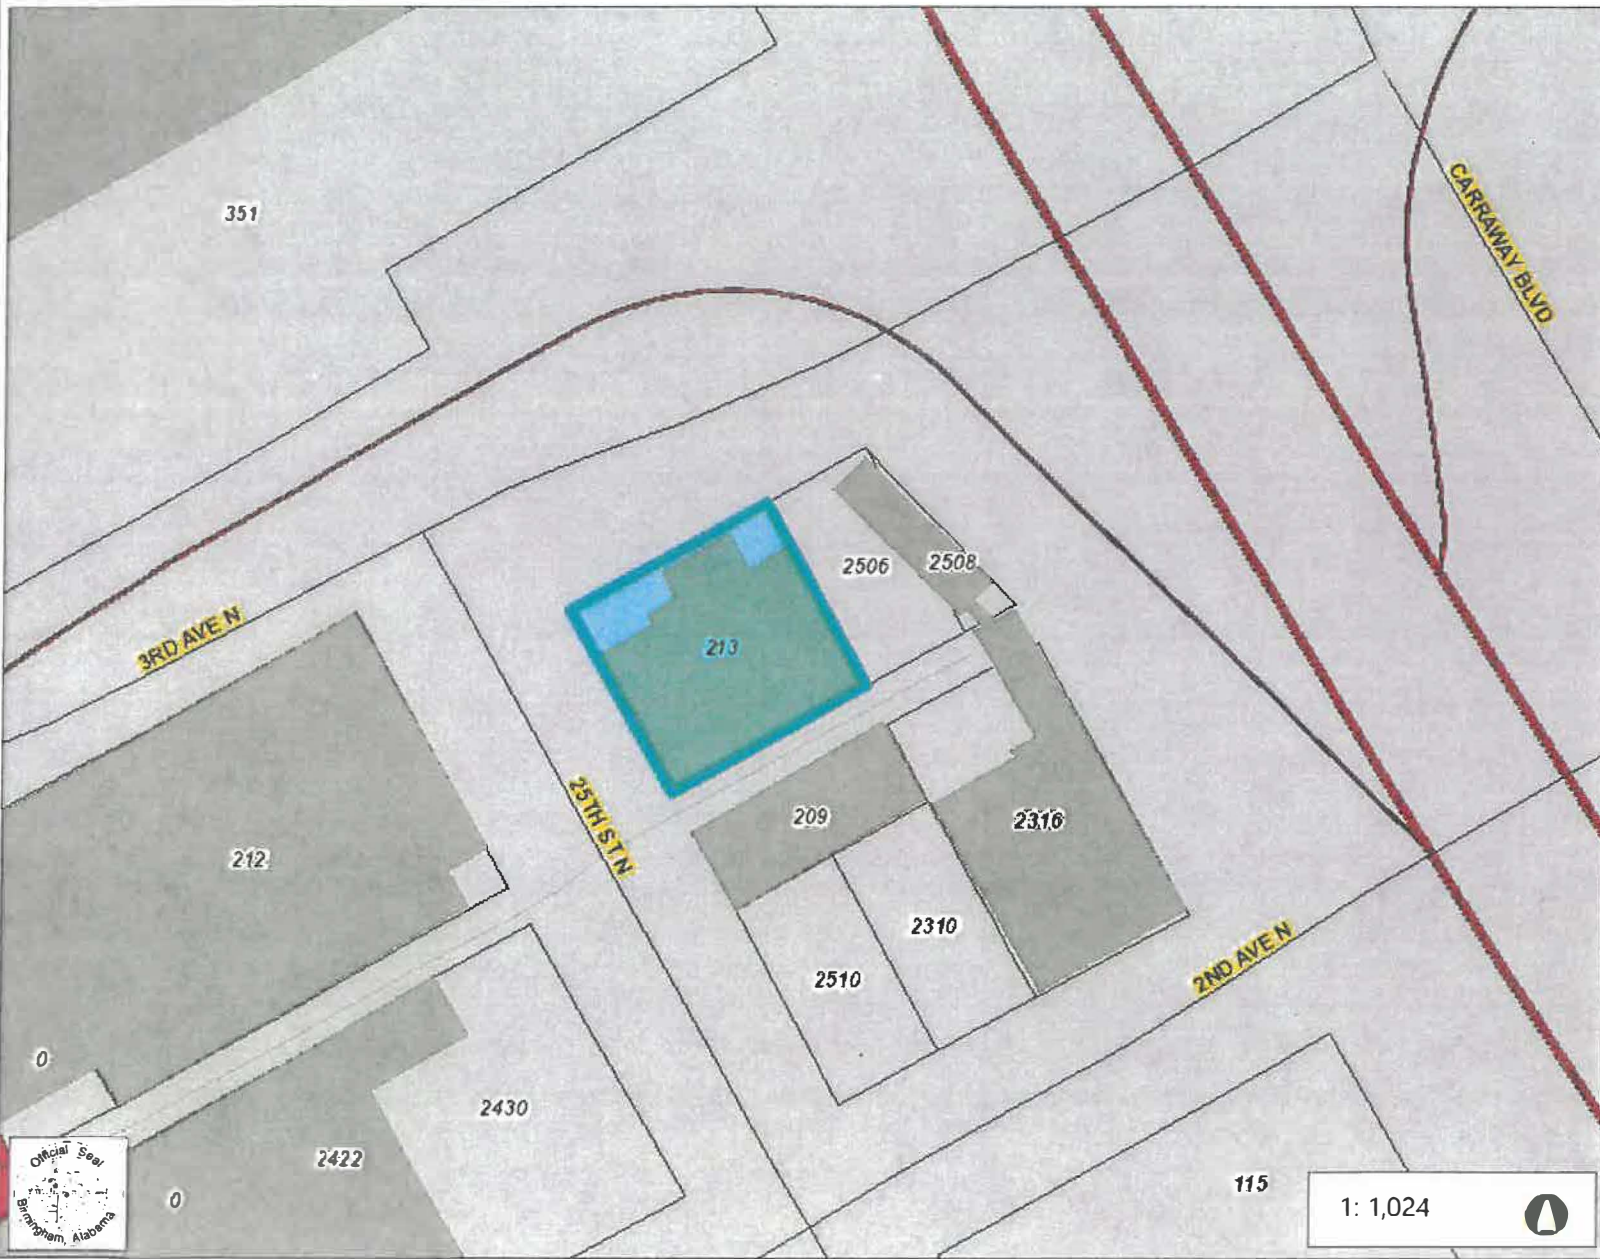 351
CARRAWAY BLVD
2506
2508
3RD AVE N
213
25TH ST N
209
2316
212
2310
2510
2ND AVE N
0
2430
2422
0
115
Official Seal
Birmingham, Alabama
1: 1,024